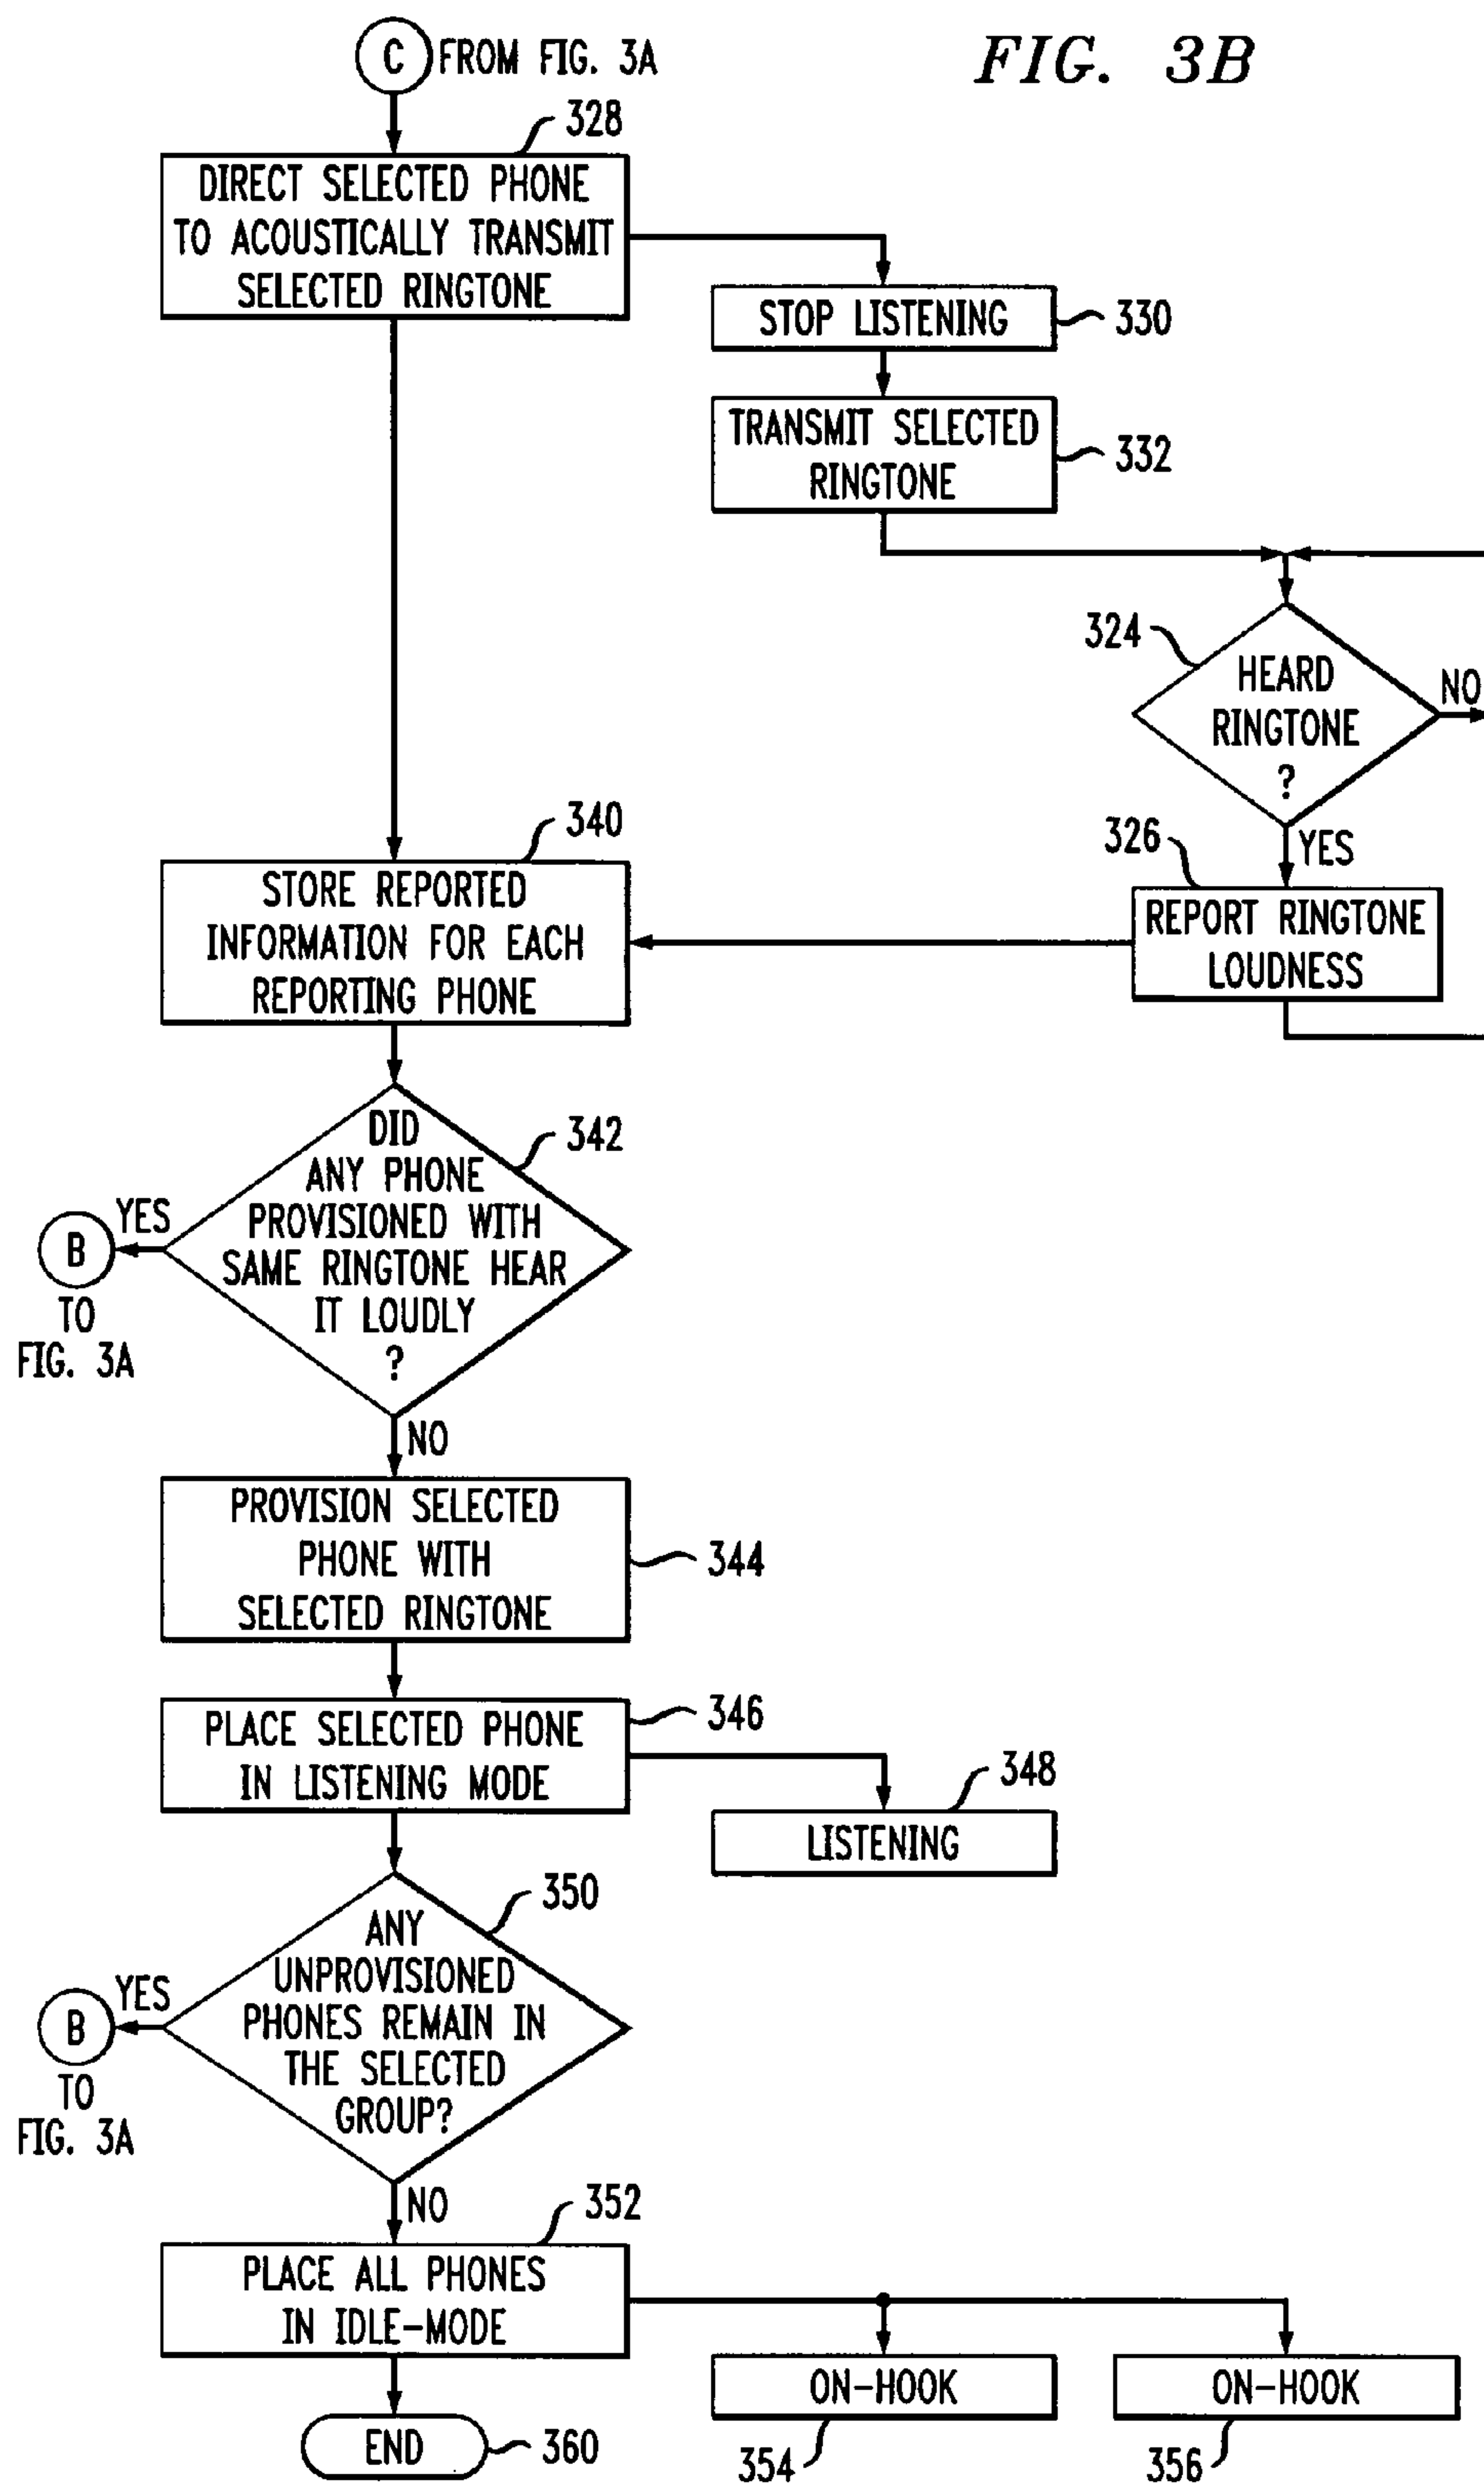 C FROM FIG. 3A
FIG. 3B
328
DIRECT SELECTED PHONE
TO ACOUSTICALLY TRANSMIT
SELECTED RINGTONE
STOP LISTENING
330
TRANSMIT SELECTED
RINGTONE
332
324
HEARD
RINGTONE
?
NO
YES
326
REPORT RINGTONE
LOUDNESS
340
STORE REPORTED
INFORMATION FOR EACH
REPORTING PHONE
342
DID
ANY PHONE
PROVISIONED WITH
SAME RINGTONE HEAR
IT LOUDLY
?
YES
B
TO
FIG. 3A
NO
PROVISION SELECTED
PHONE WITH
SELECTED RINGTONE
344
PLACE SELECTED PHONE
IN LISTENING MODE
346
348
LISTENING
350
ANY
UNPROVISIONED
PHONES REMAIN IN
THE SELECTED
GROUP?
YES
B
TO
FIG. 3A
NO
352
PLACE ALL PHONES
IN IDLE-MODE
ON-HOOK
354
ON-HOOK
356
END
360